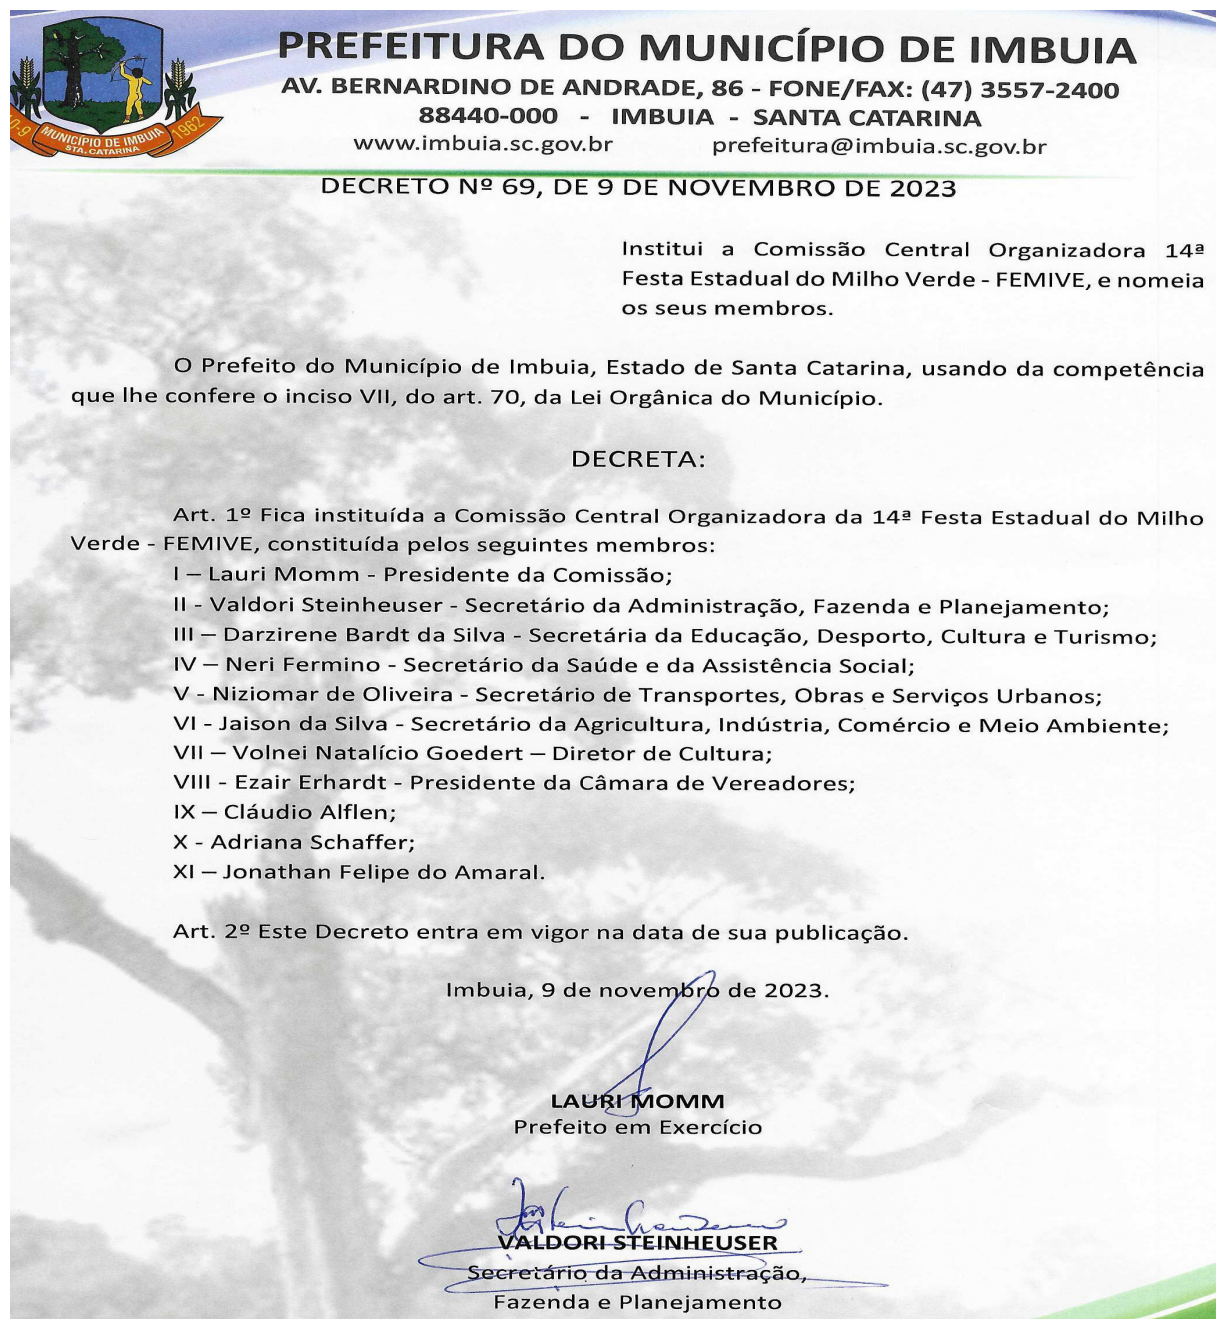 PREFEITURA DO MUNICÍPIO DE IMBUIA
AV. BERNARDINO DE ANDRADE, 86 - FONE/FAX: (47) 3557-2400
88440-000 - IMBUIA - SANTA CATARINA
www.imbuia.sc.gov.br prefeitura@imbuia.sc.gov.br
MUNICÍPIO DE IMBUIA
STA. CATARINA
1962
DECRETO Nº 69, DE 9 DE NOVEMBRO DE 2023
Institui a Comissão Central Organizadora 14ª
Festa Estadual do Milho Verde - FEMIVE, e nomeia
os seus membros.
O Prefeito do Município de Imbuia, Estado de Santa Catarina, usando da competência
que lhe confere o inciso VII, do art. 70, da Lei Orgânica do Município.
DECRETA:
Art. 1º Fica instituída a Comissão Central Organizadora da 14ª Festa Estadual do Milho
Verde - FEMIVE, constituída pelos seguintes membros:
I – Lauri Momm - Presidente da Comissão;
II - Valdori Steinheuser - Secretário da Administração, Fazenda e Planejamento;
III – Darzirene Bardt da Silva - Secretária da Educação, Desporto, Cultura e Turismo;
IV – Neri Fermino - Secretário da Saúde e da Assistência Social;
V - Niziomar de Oliveira - Secretário de Transportes, Obras e Serviços Urbanos;
VI - Jaison da Silva - Secretário da Agricultura, Indústria, Comércio e Meio Ambiente;
VII – Volnei Natalício Goedert – Diretor de Cultura;
VIII - Ezair Erhardt - Presidente da Câmara de Vereadores;
IX – Cláudio Alflen;
X - Adriana Schaffer;
XI – Jonathan Felipe do Amaral.
Art. 2º Este Decreto entra em vigor na data de sua publicação.
Imbuia, 9 de novembro de 2023.
LAURI MOMM
Prefeito em Exercício
VALDORI STEINHEUSER
Secretário da Administração,
Fazenda e Planejamento